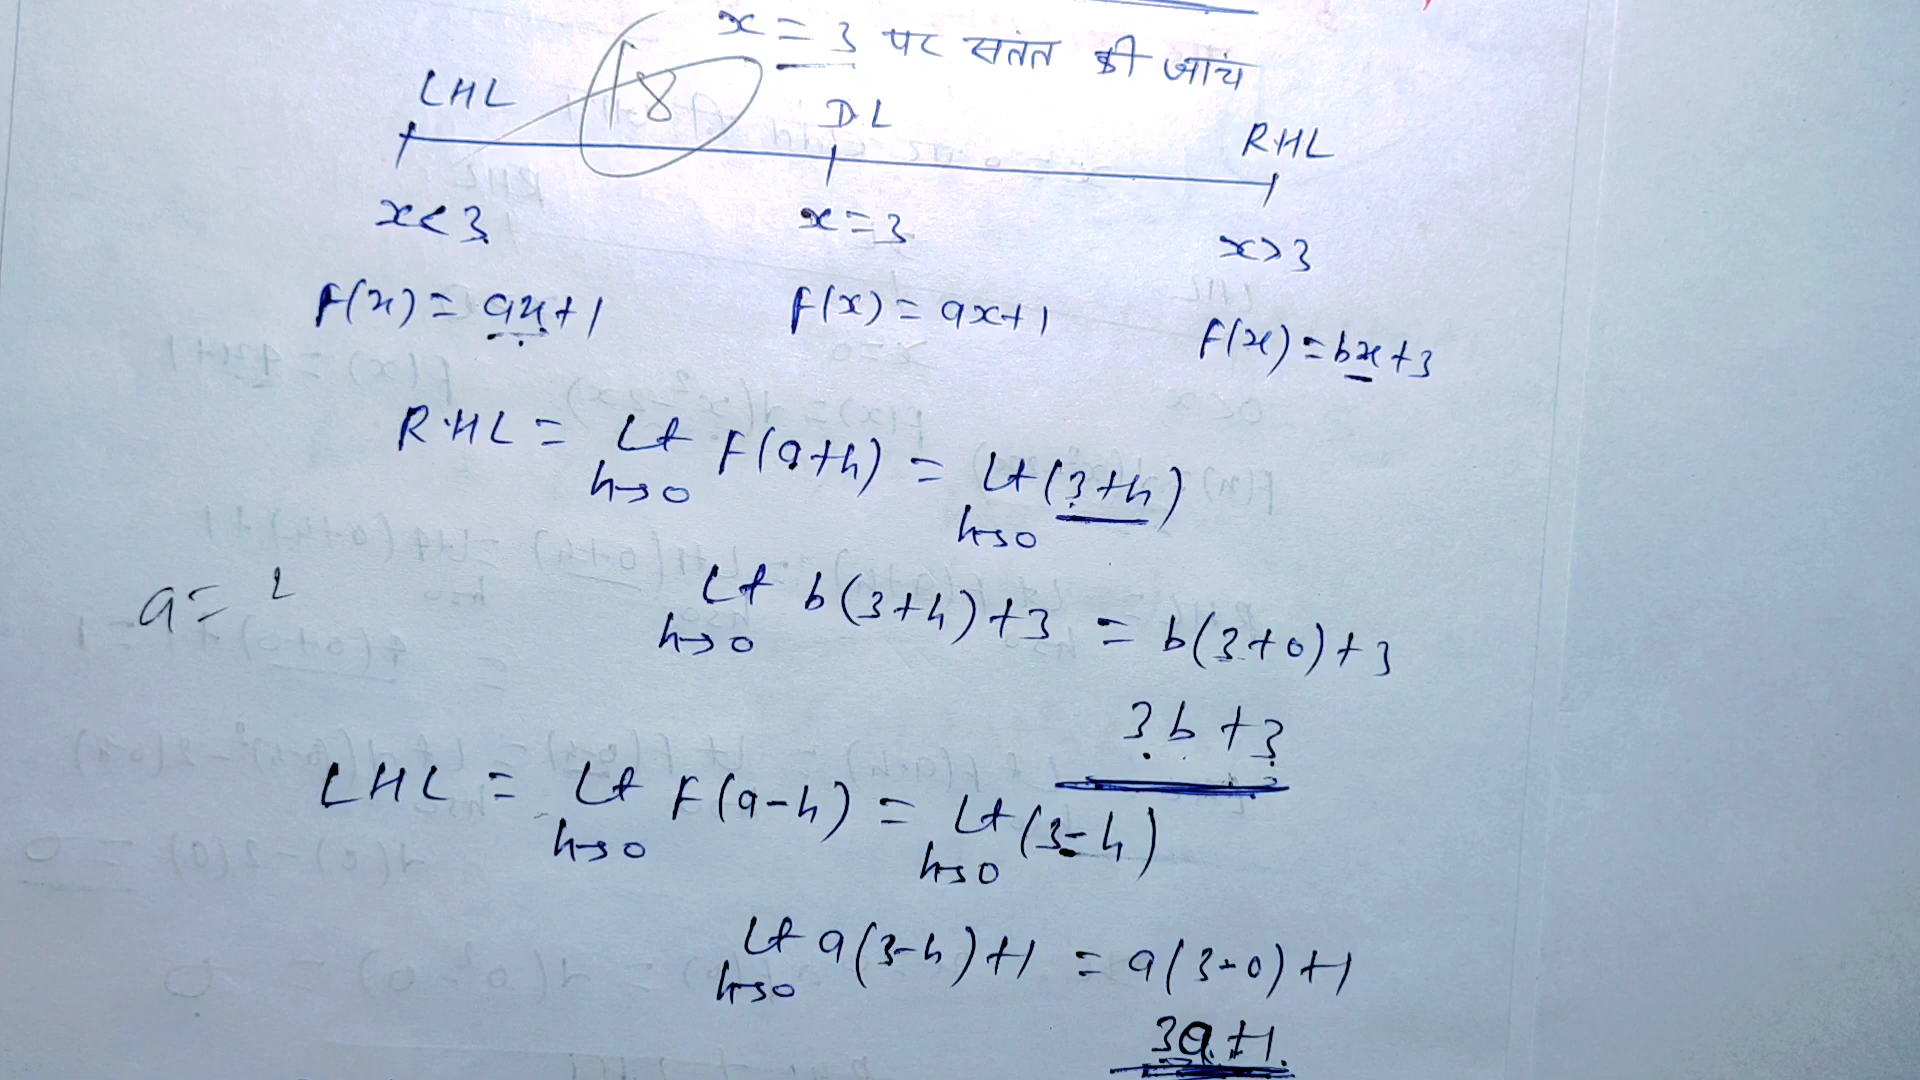 x = 3 पर सतत की जांच
18
LHL
D.L
RHL
x<3
x=3
x>3
F(x) = ax+1
f(x) = ax+1
f(x) = bx+3
RHL = Lt F(a+h) = Lt (3+h)
h→0 h→0
a= 2
Lt b(3+h)+3 = b(3+0)+3
h→0
3b+3
LHL = Lt F(a-h) = Lt (3-h)
h→0 h→0
Lt a(3-h)+1 = a(3-0)+1
h→0
3a+1